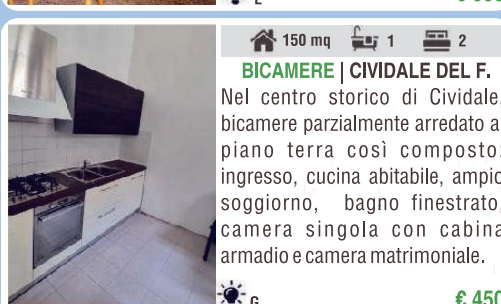 150 mq 1 2
BICAMERE | CIVIDALE DEL F.
Nel centro storico di Cividale,
bicamere parzialmente arredato a
piano terra così composto:
ingresso, cucina abitabile, ampio
soggiorno, bagno finestrato,
camera singola con cabina
armadio e camera matrimoniale.
G € 450